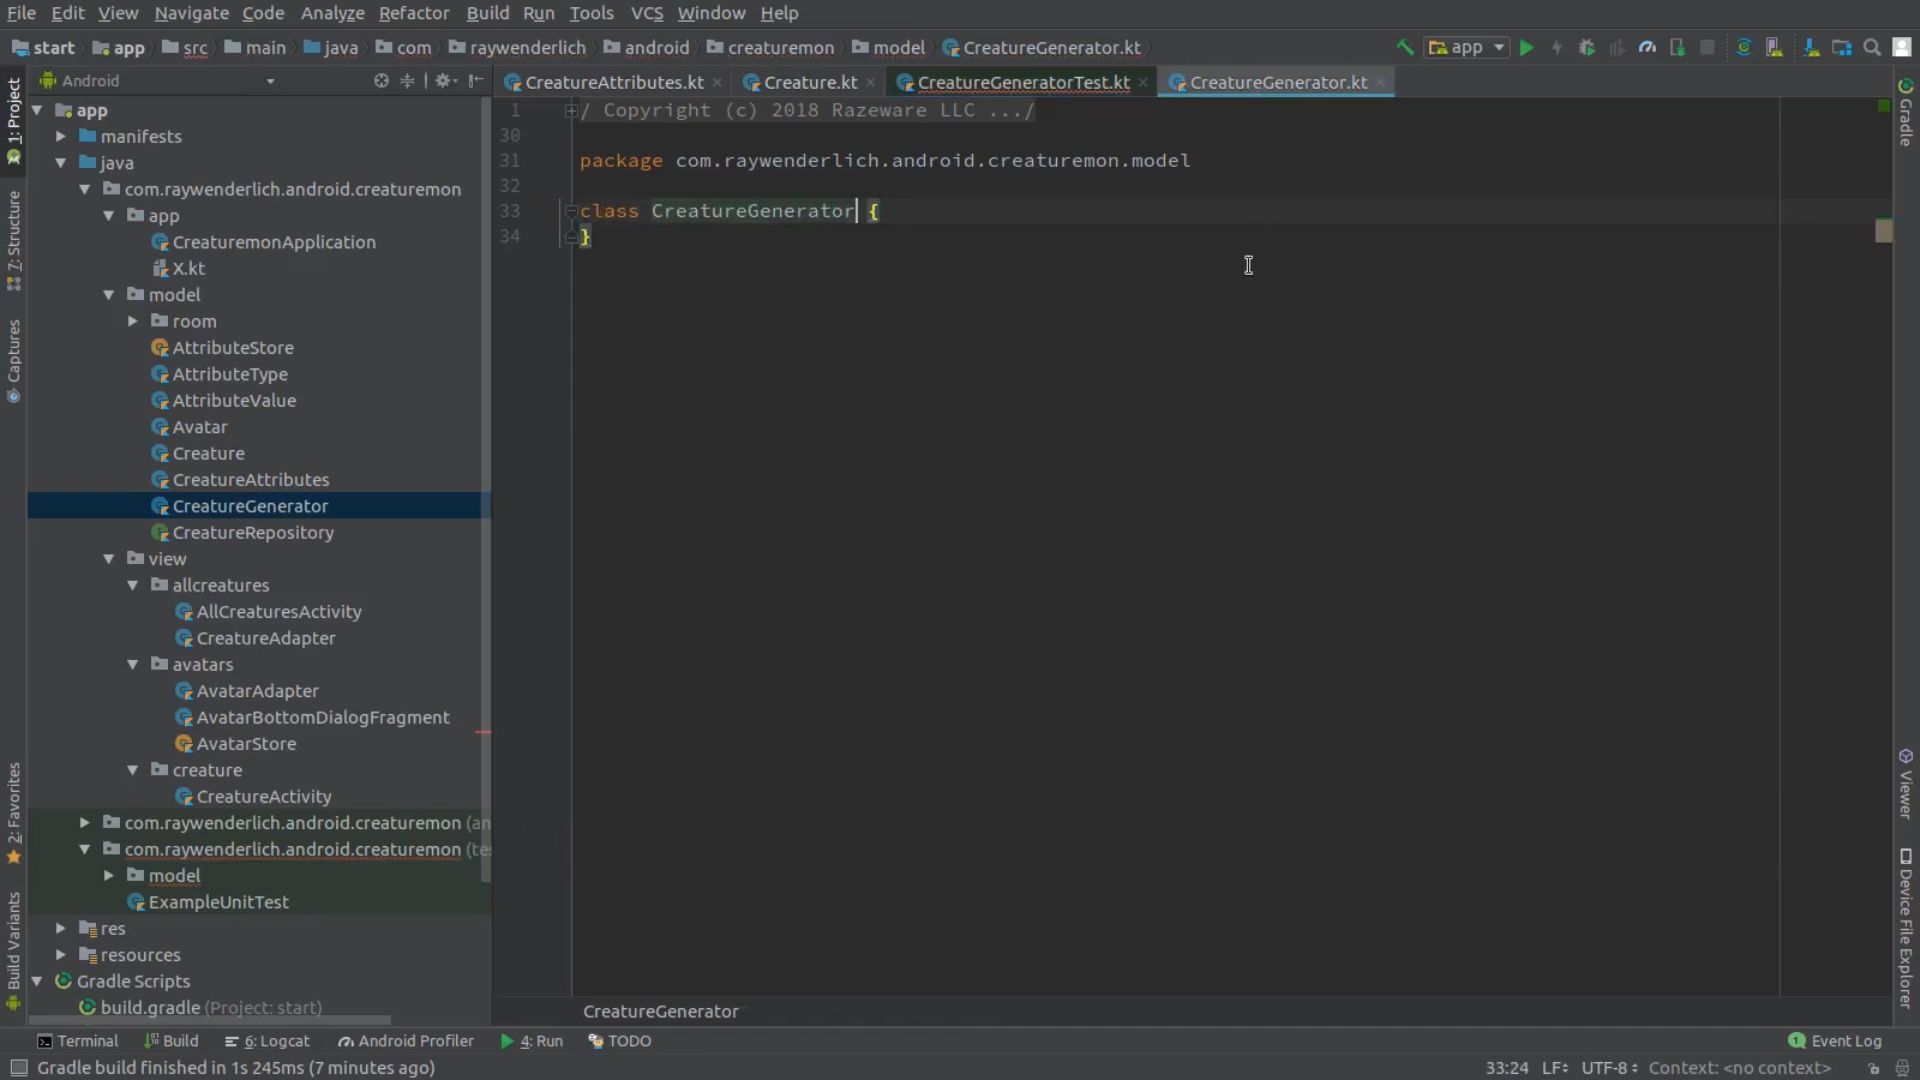 File Edit View Navigate Code Analyze Refactor Build Run Tools VCS Window Help
start app src main java com raywenderlich android creaturemon model CreatureGenerator.kt app
Android
CreatureAttributes.kt Creature.kt CreatureGeneratorTest.kt CreatureGenerator.kt
1: Project
7: Structure
Captures
2: Favorites
Build Variants
app
manifests
java
com.raywenderlich.android.creaturemon
app
CreaturemonApplication
X.kt
model
room
AttributeStore
AttributeType
AttributeValue
Avatar
Creature
CreatureAttributes
CreatureGenerator
CreatureRepository
view
allcreatures
AllCreaturesActivity
CreatureAdapter
avatars
AvatarAdapter
AvatarBottomDialogFragment
AvatarStore
creature
CreatureActivity
com.raywenderlich.android.creaturemon (an
com.raywenderlich.android.creaturemon (te
model
ExampleUnitTest
res
resources
Gradle Scripts
build.gradle (Project: start)
1 / Copyright (c) 2018 Razeware LLC .../
30
31 package com.raywenderlich.android.creaturemon.model
32
33 class CreatureGenerator {
34 }
CreatureGenerator
Gradle
Viewer
Device File Explorer
Terminal Build 6: Logcat Android Profiler 4: Run TODO 1 Event Log
Gradle build finished in 1s 245ms (7 minutes ago) 33:24 LF÷ UTF-8÷ Context: <no context>